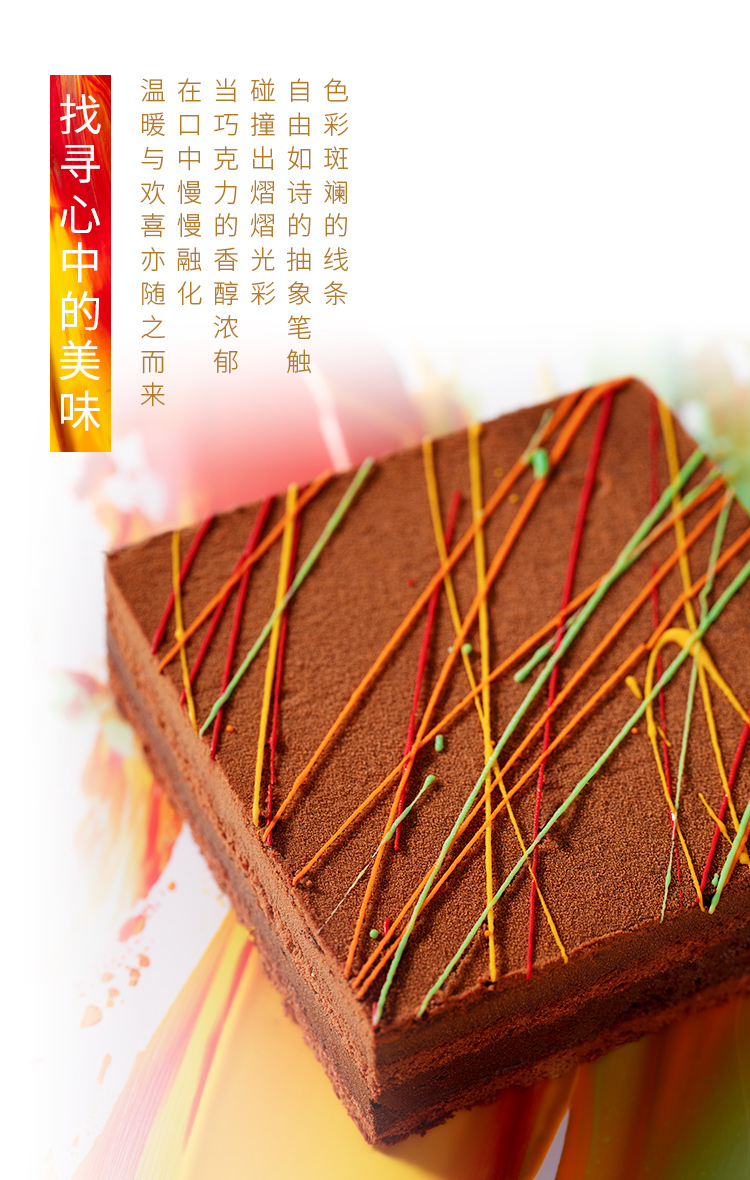 找寻心中的美味
色彩斑斓的线条
自由如诗的抽象笔触
碰撞出熠熠光彩
当巧克力的香醇浓郁
在口中慢慢融化
温暖与欢喜亦随之而来